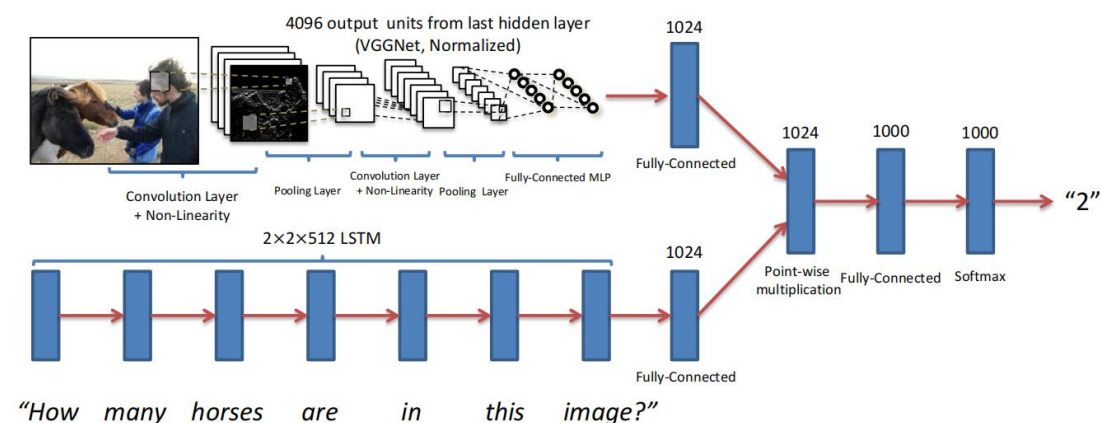 4096 output units from last hidden layer
(VGGNet, Normalized)
1024
Convolution Layer
+ Non-Linearity
Pooling Layer
Convolution Layer
+ Non-Linearity
Pooling Layer
Fully-Connected MLP
Fully-Connected
2×2×512 LSTM
1024
Fully-Connected
1024
Point-wise
multiplication
1000
Fully-Connected
1000
Softmax
“2”
“How many horses are in this image?”